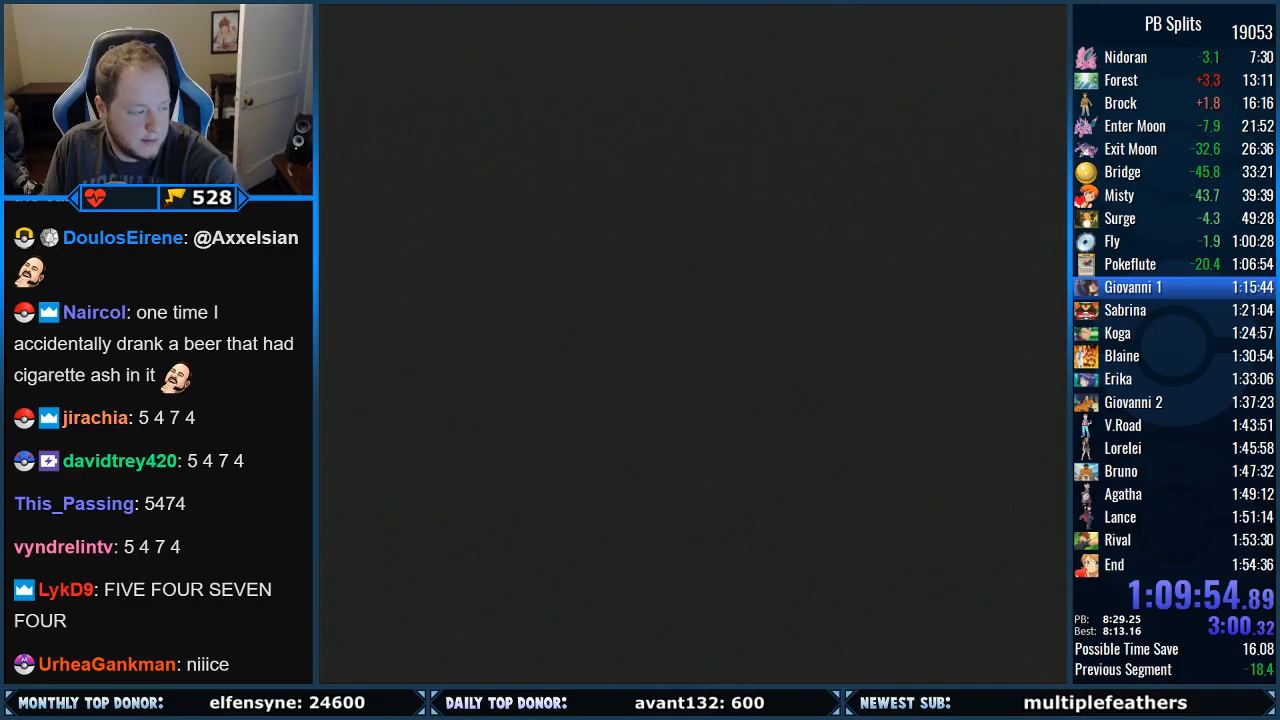 528
DoulosEirene: @Axxelsian
Naircol: one time I
accidentally drank a beer that had
cigarette ash in it
jirachia: 5 4 7 4
davidtrey420: 5 4 7 4
This_Passing: 5474
vyndrelintv: 5 4 7 4
LykD9: FIVE FOUR SEVEN
FOUR
UrheaGankman: niiice
PB Splits 19053
Nidoran -3.1 7:30
Forest +3.3 13:11
Brock +1.8 16:16
Enter Moon -7.9 21:52
Exit Moon -32.6 26:36
Bridge -45.8 33:21
Misty -43.7 39:39
Surge -4.3 49:28
Fly -1.9 1:00:28
Pokeflute -20.4 1:06:54
Giovanni 1 1:15:44
Sabrina 1:21:04
Koga 1:24:57
Blaine 1:30:54
Erika 1:33:06
Giovanni 2 1:37:23
V.Road 1:43:51
Lorelei 1:45:58
Bruno 1:47:32
Agatha 1:49:12
Lance 1:51:14
Rival 1:53:30
End 1:54:36
1:09:54.89
PB: 8:29.25
Best: 8:13.16 3:00.32
Possible Time Save 16.08
Previous Segment -18.4
MONTHLY TOP DONOR: elfensyne: 24600 DAILY TOP DONOR: avant132: 600 NEWEST SUB: multiplefeathers